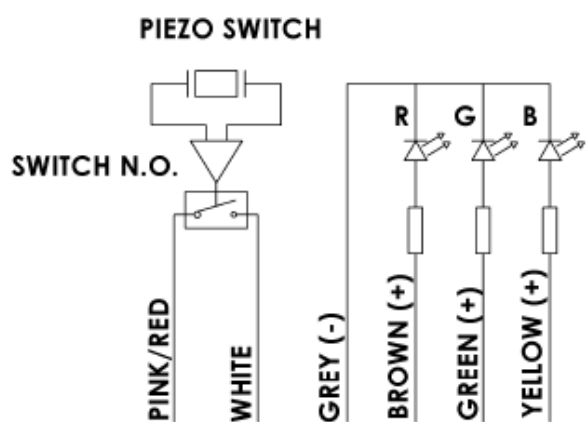 PIEZO SWITCH
SWITCH N.O.
R
G
B
PINK/RED
WHITE
GREY (-)
BROWN (+)
GREEN (+)
YELLOW (+)